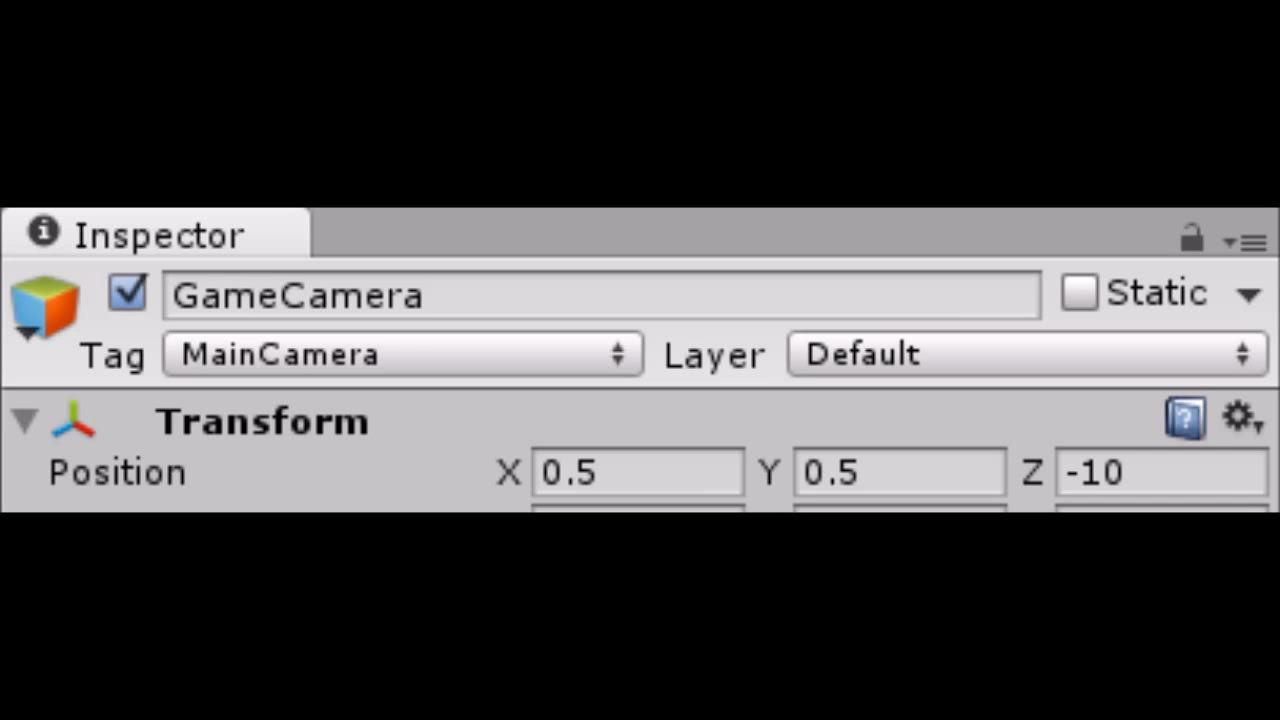 Inspector
GameCamera Static
Tag MainCamera Layer Default
Transform
Position X 0.5 Y 0.5 Z -10